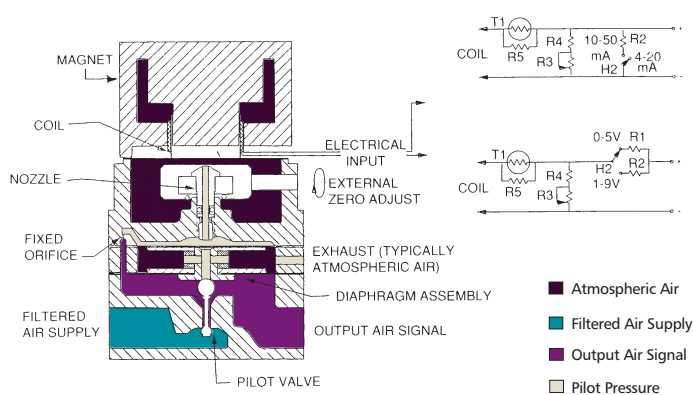 MAGNET
COIL
NOZZLE
FIXED
ORIFICE
FILTERED
AIR SUPPLY
ELECTRICAL
INPUT
EXTERNAL
ZERO ADJUST
EXHAUST (TYPICALLY
ATMOSPHERIC AIR)
DIAPHRAGM ASSEMBLY
OUTPUT AIR SIGNAL
PILOT VALVE
T1
COIL
R5
R4
R3
10-50
mA
R2
H2
4-20
mA
T1
COIL
R5
R4
R3
0-5V
R1
H2
R2
1-9V
Atmospheric Air
Filtered Air Supply
Output Air Signal
Pilot Pressure